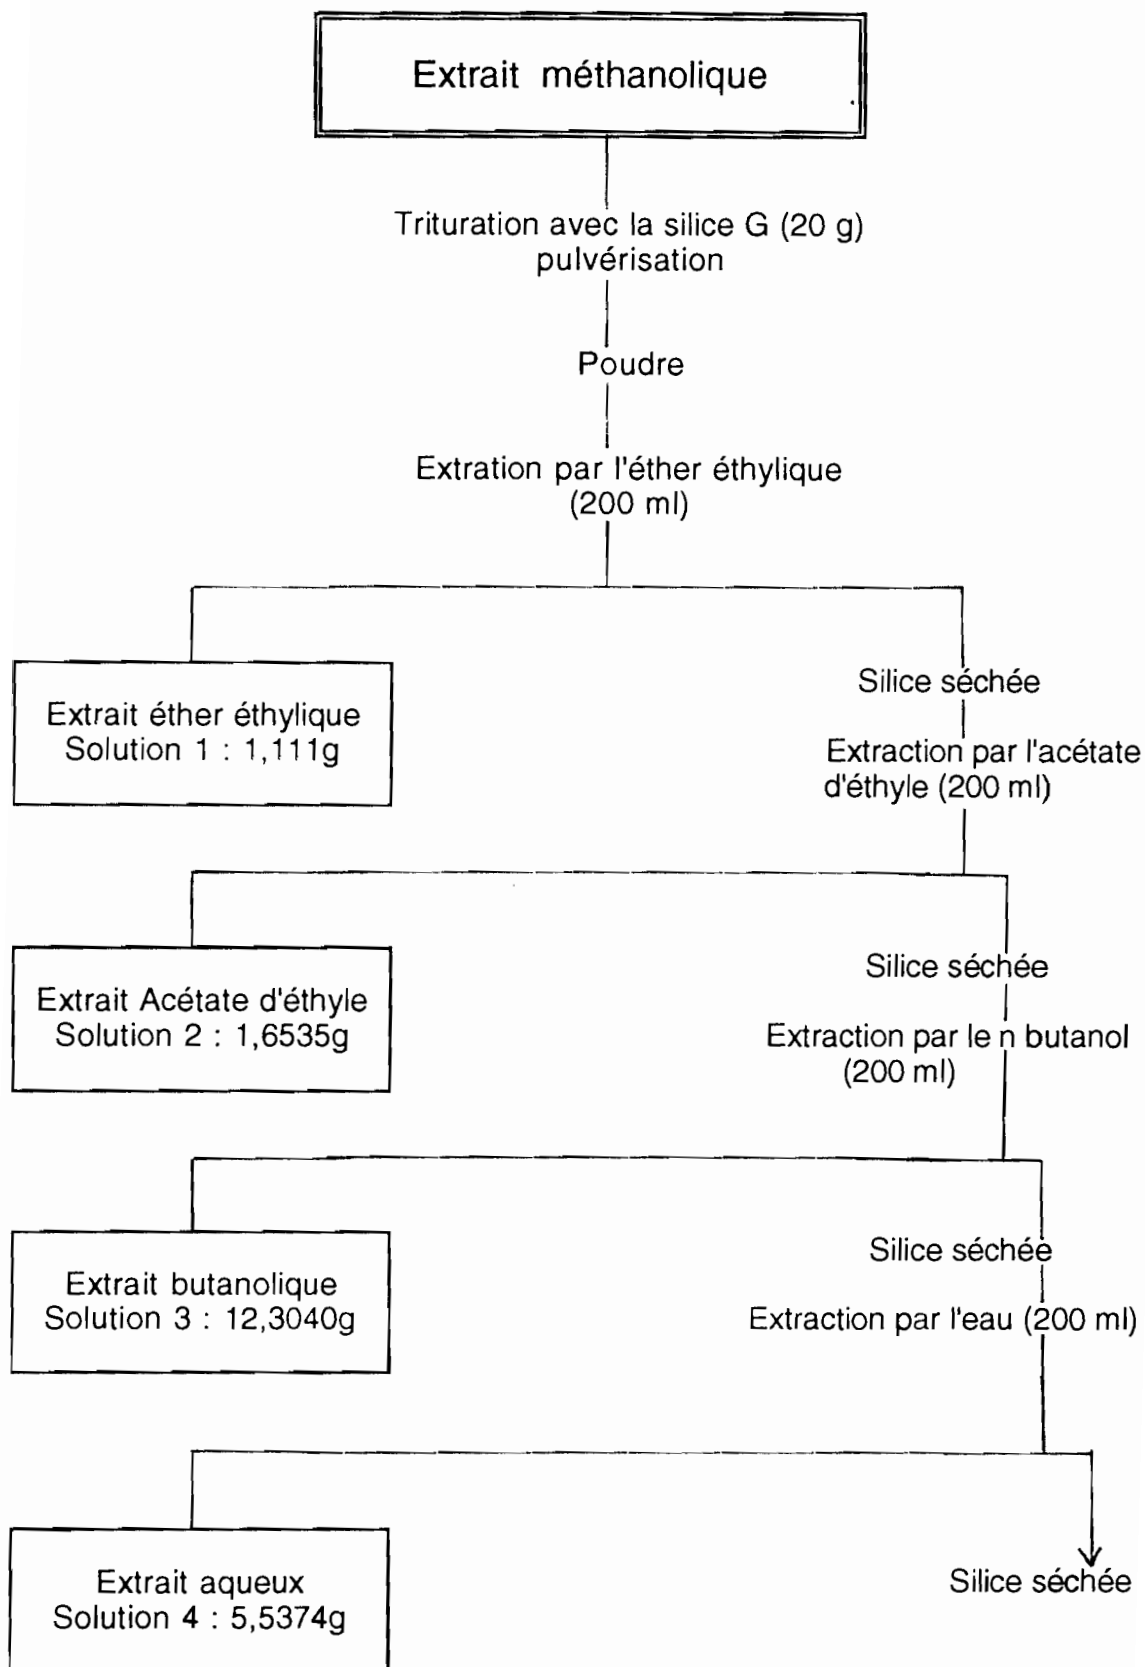 Extrait méthanolique
Trituration avec la silice G (20 g)
pulvérisation
Poudre
Extration par l'éther éthylique
(200 ml)
Extrait éther éthylique
Solution 1 : 1,111g
Silice séchée
Extraction par l'acétate
d'éthyle (200 ml)
Extrait Acétate d'éthyle
Solution 2 : 1,6535g
Silice séchée
Extraction par le n butanol
(200 ml)
Extrait butanolique
Solution 3 : 12,3040g
Silice séchée
Extraction par l'eau (200 ml)
Extrait aqueux
Solution 4 : 5,5374g
Silice séchée